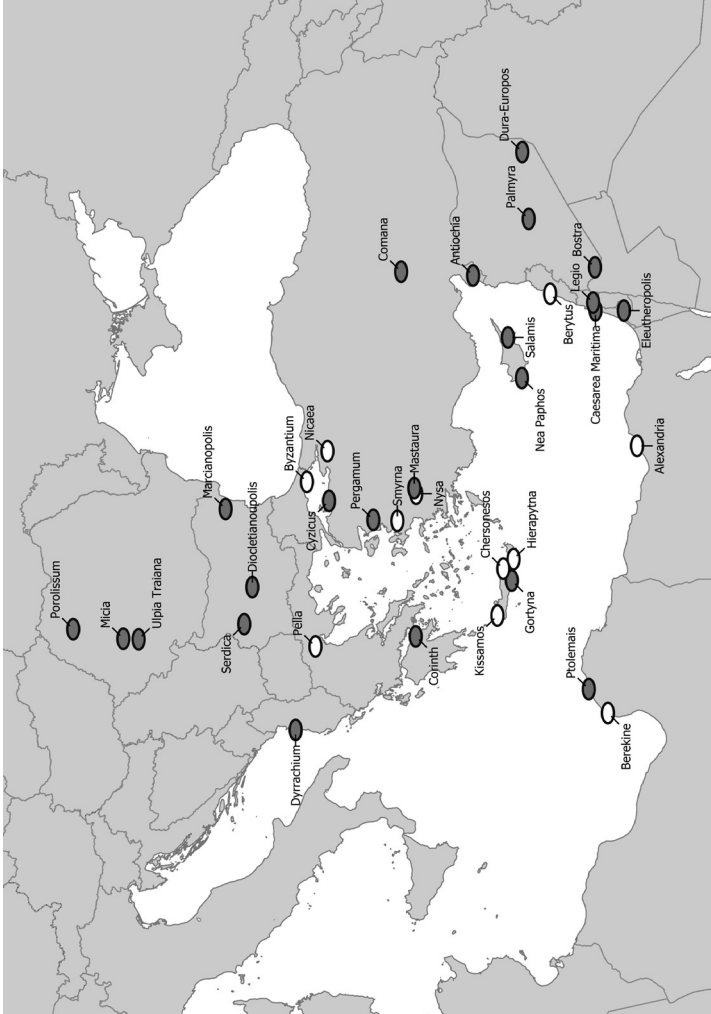 Porolissum
Micia
Ulpia Traiana
Marcianopolis
Diocletianoupolis
Serdica
Pella
Dyrrachium
Byzantium
Nicaea
Cyzicus
Pergamum
Smyrna
Mastaura
Nysa
Comana
Corinth
Chersonesos
Hierapytna
Gortyna
Kissamos
Ptolemais
Berekine
Antiochia
Dura-Europos
Palmyra
Salamis
Nea Paphos
Berytus
Bostra
Legio
Caesarea Maritima
Eleutheropolis
Alexandria